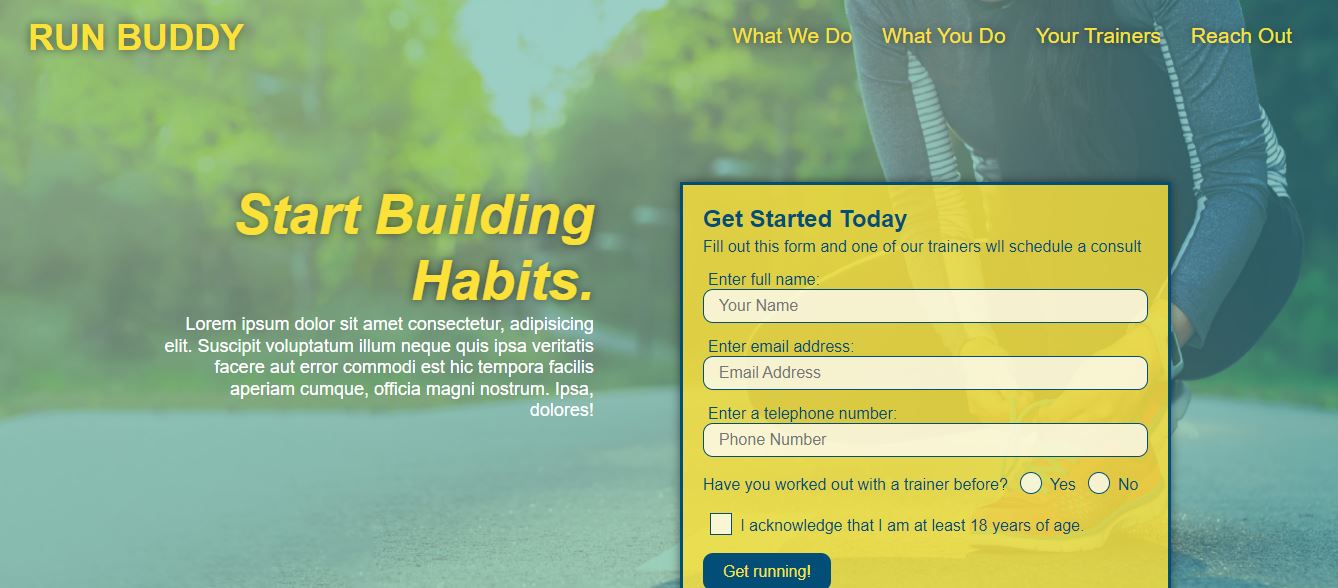 RUN BUDDY
What We Do What You Do Your Trainers Reach Out
Start Building
Habits.
Lorem ipsum dolor sit amet consectetur, adipisicing
elit. Suscipit voluptatum illum neque quis ipsa veritatis
facere aut error commodi est hic tempora facilis
aperiam cumque, officia magni nostrum. Ipsa,
dolores!
Get Started Today
Fill out this form and one of our trainers wll schedule a consult
Enter full name:
Your Name
Enter email address:
Email Address
Enter a telephone number:
Phone Number
Have you worked out with a trainer before? Yes No
I acknowledge that I am at least 18 years of age.
Get running!